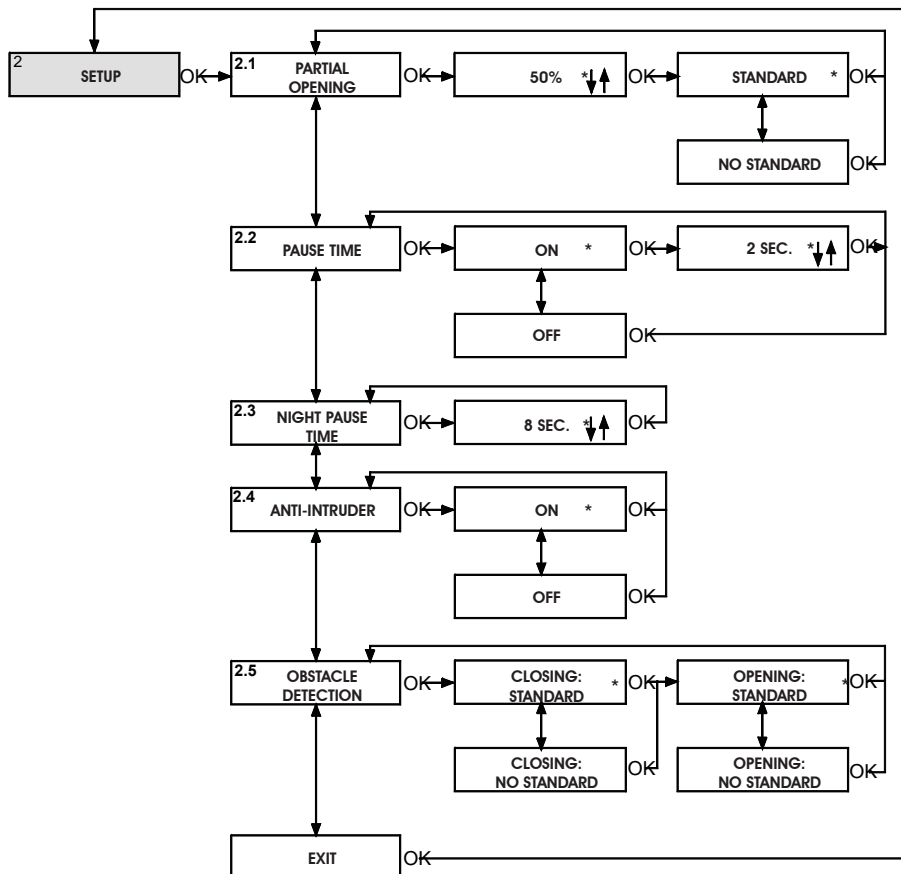 2
SETUP
OK
2.1
PARTIAL
OPENING
OK
50% *
OK
STANDARD *
OK
NO STANDARD
OK
2.2
PAUSE TIME
OK
ON *
OK
2 SEC. *
OK
OFF
OK
2.3
NIGHT PAUSE
TIME
OK
8 SEC. *
OK
2.4
ANTI-INTRUDER
OK
ON *
OK
OFF
OK
2.5
OBSTACLE
DETECTION
OK
CLOSING:
STANDARD *
OK
OPENING:
STANDARD *
OK
CLOSING:
NO STANDARD
OK
OPENING:
NO STANDARD
OK
EXIT
OK